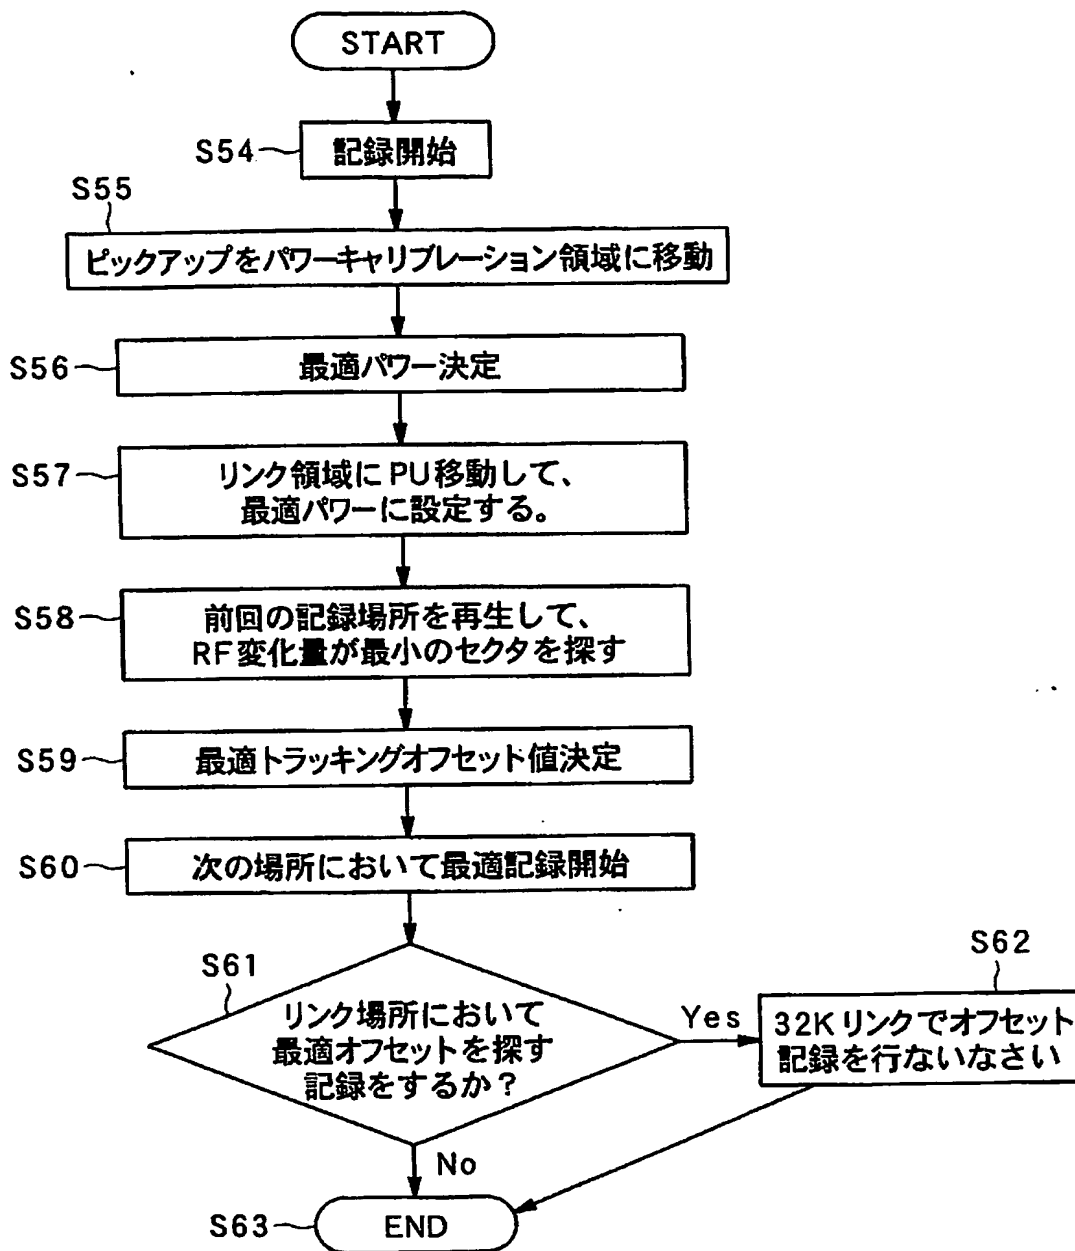 START
S54
記録開始
S55
ピックアップをパワーキャリブレーション領域に移動
S56
最適パワー決定
S57
リンク領域にPU移動して、
最適パワーに設定する。
S58
前回の記録場所を再生して、
RF変化量が最小のセクタを探す
S59
最適トラッキングオフセット値決定
S60
次の場所において最適記録開始
S61
リンク場所において
最適オフセットを探す
記録をするか？
Yes
S62
32Kリンクでオフセット
記録を行ないなさい
No
S63
END